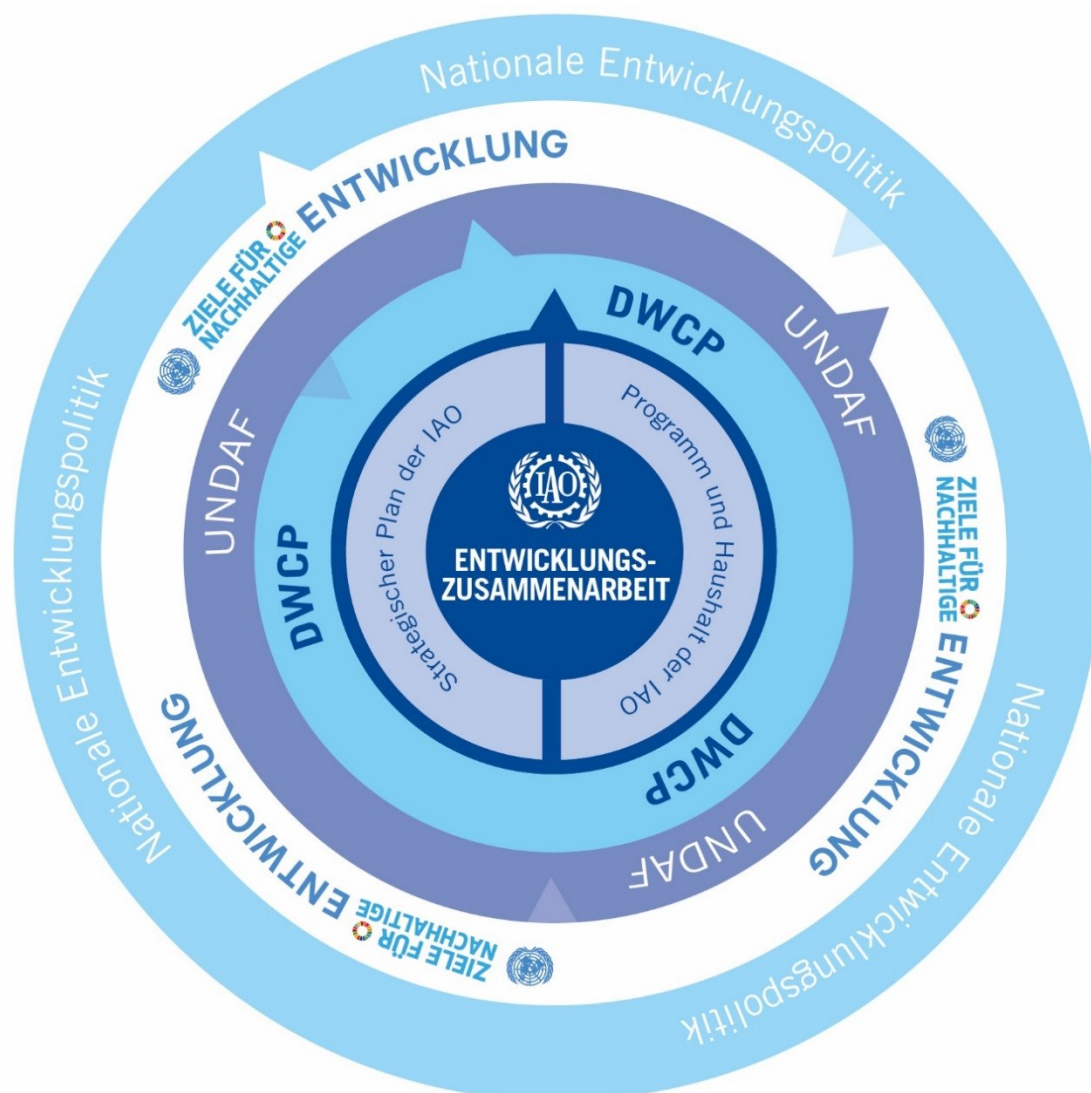 Nationale Entwicklungspolitik
Nationale Entwicklungspolitik
Nationale Entwicklungspolitik
ZIELE FÜR
NACHHALTIGE
ENTWICKLUNG
ZIELE FÜR
NACHHALTIGE
ENTWICKLUNG
ZIELE FÜR
NACHHALTIGE
ENTWICKLUNG
UNDAF
UNDAF
UNDAF
DWCP
DWCP
DWCP
Strategischer Plan der IAO
Programm und Haushalt der IAO
IAO
ENTWICKLUNGS-
ZUSAMMENARBEIT